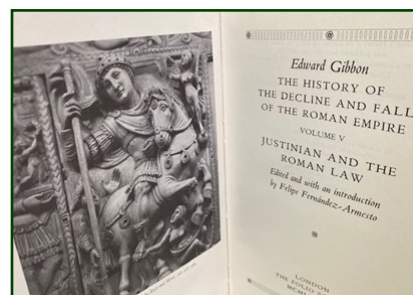 Edward Gibbon
THE HISTORY OF
THE DECLINE AND FALL
OF THE ROMAN EMPIRE
VOLUME V
JUSTINIAN AND THE
ROMAN LAW
Edited and with an introduction
by Felipe Fernández-Armesto
LONDON
THE FOLIO